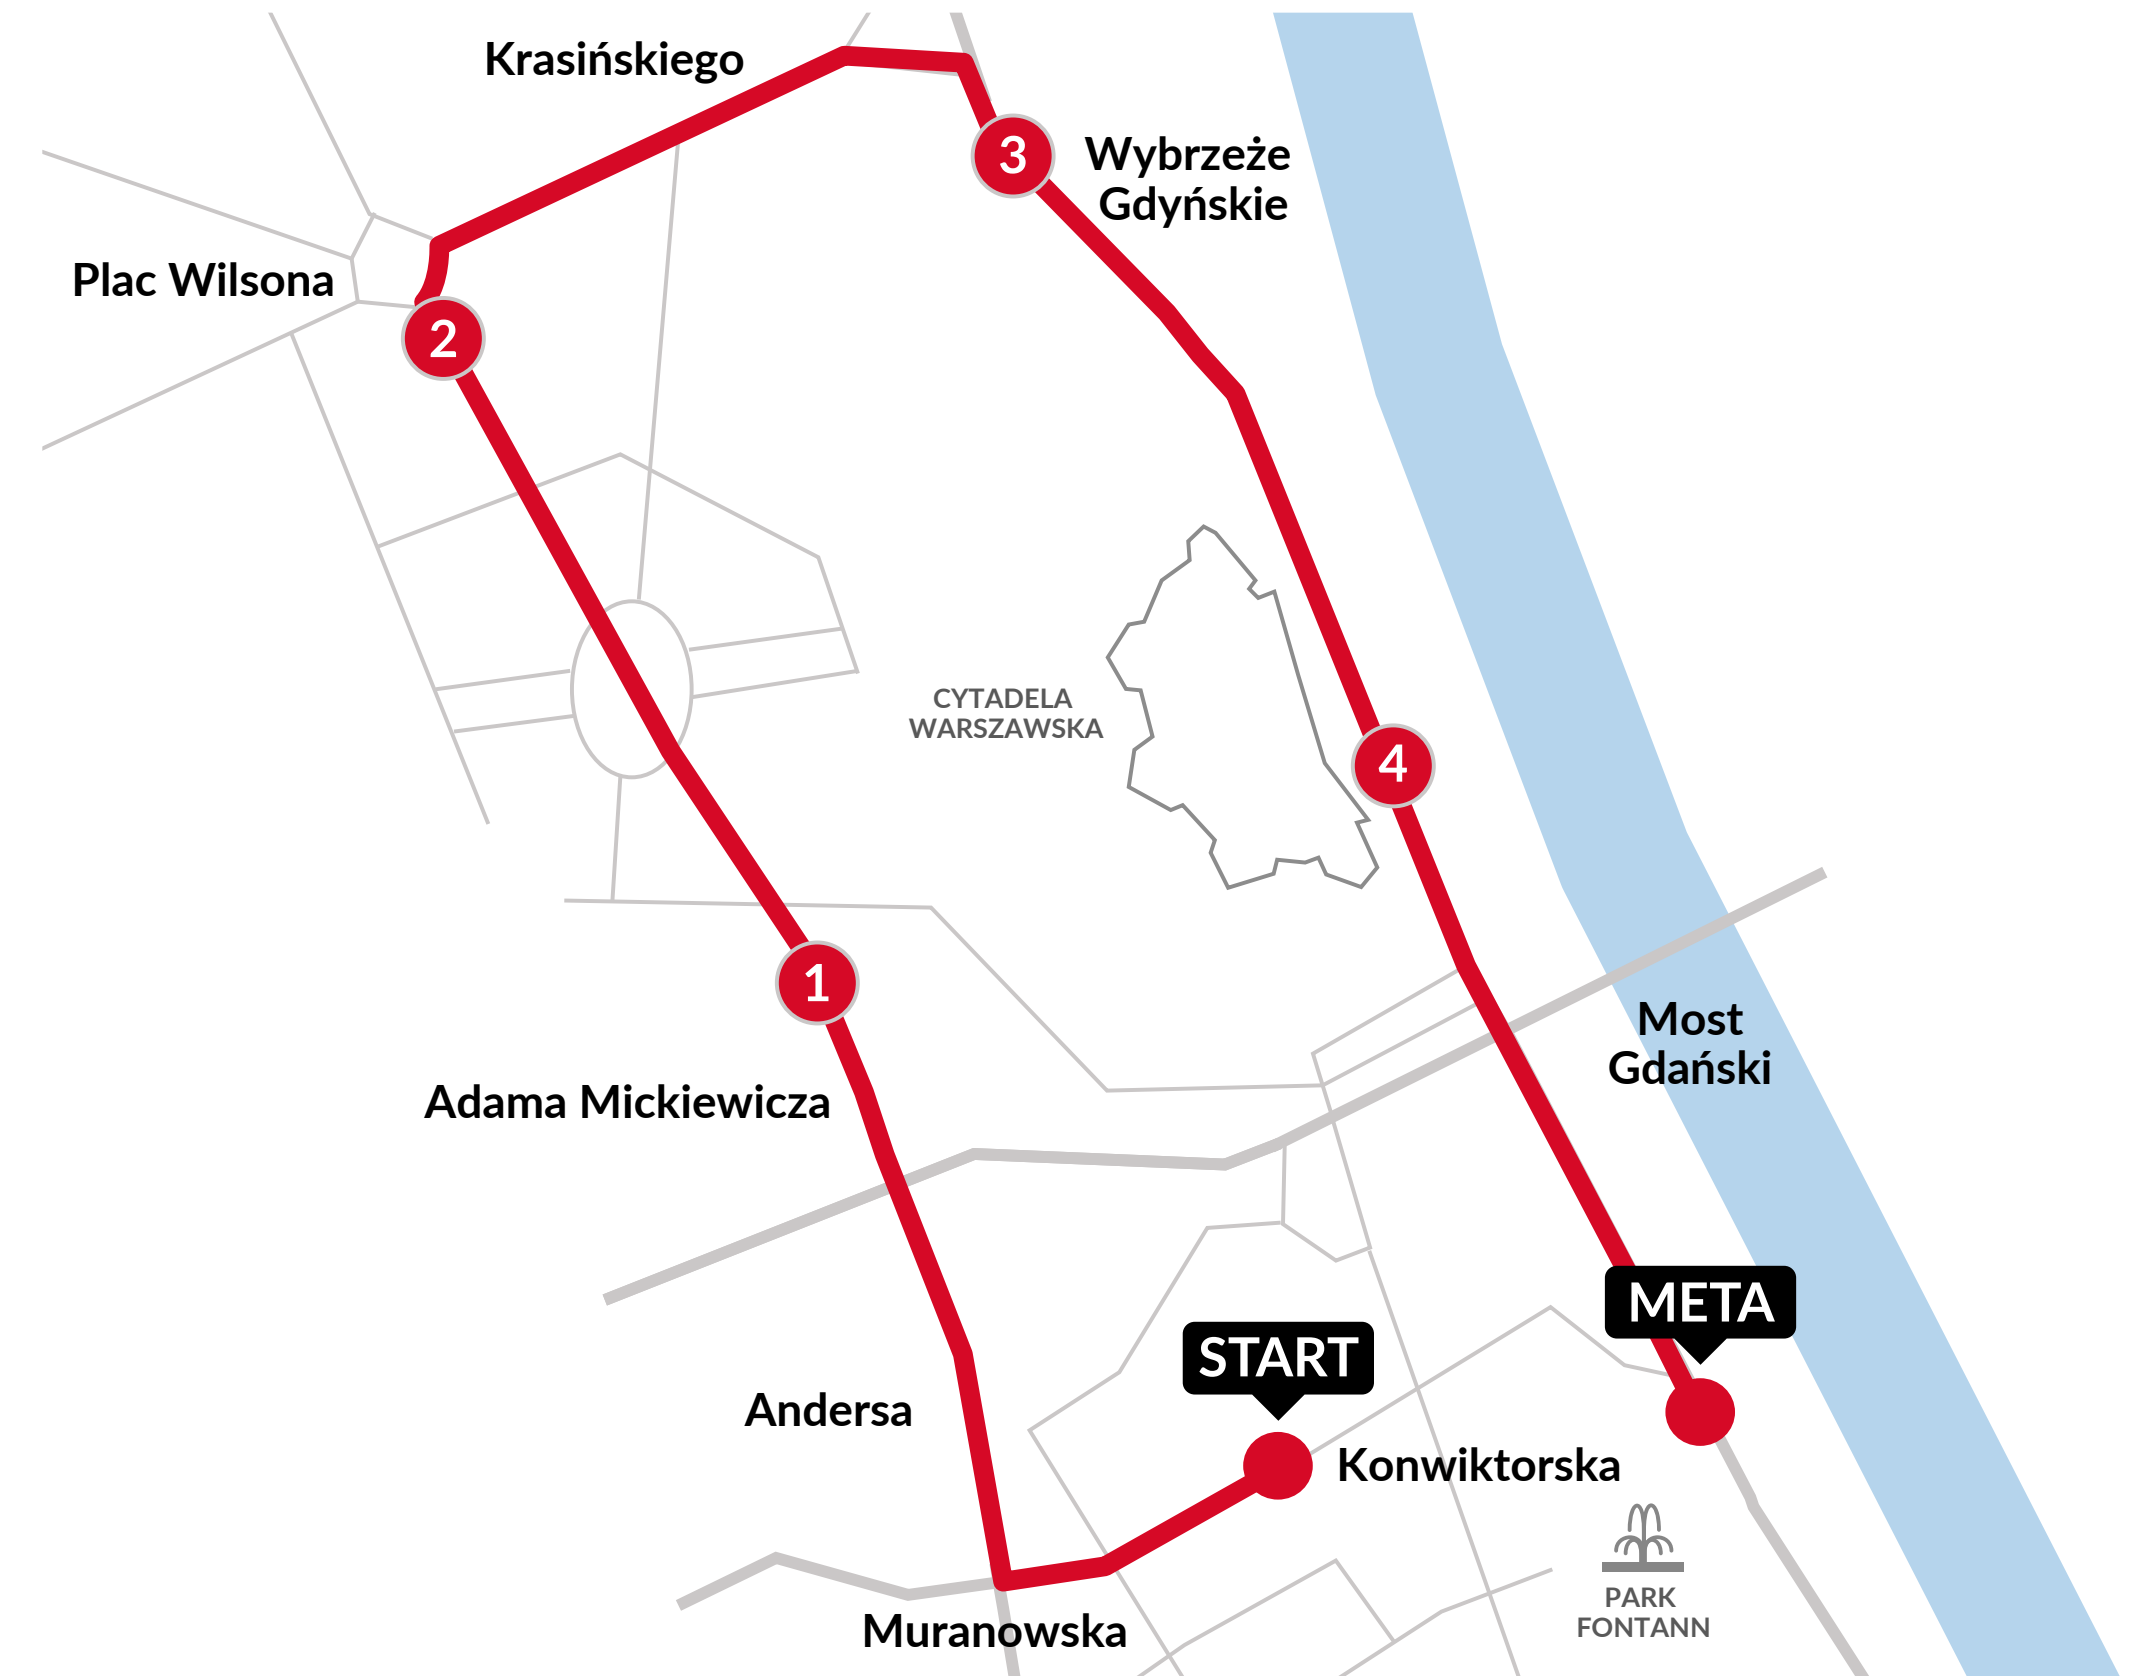 Krasińskiego
3
Wybrzeże
Gdyńskie
Plac Wilsona
2
CYTADELA
WARSZAWSKA
4
1
Most
Gdański
Adama Mickiewicza
META
START
Andersa
Konwiktorska
PARK
FONTANN
Muranowska